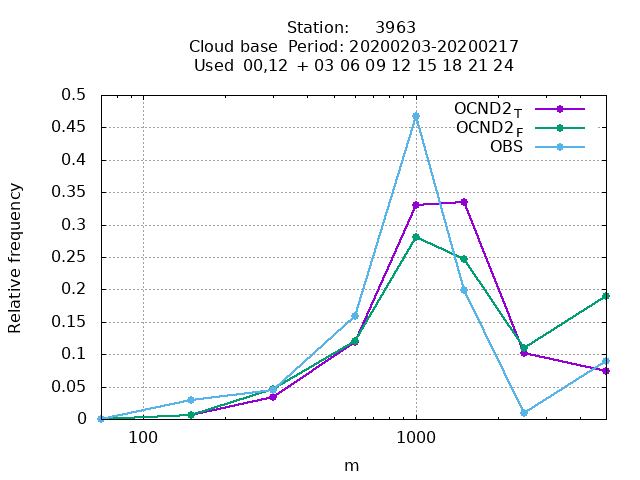 Station: 3963
Cloud base Period: 20200203-20200217
Used 00,12 + 03 06 09 12 15 18 21 24
0.5
0.45
0.4
0.35
0.3
0.25
0.2
0.15
0.1
0.05
0
Relative frequency
OCND2T
OCND2F
OBS
100 1000
m